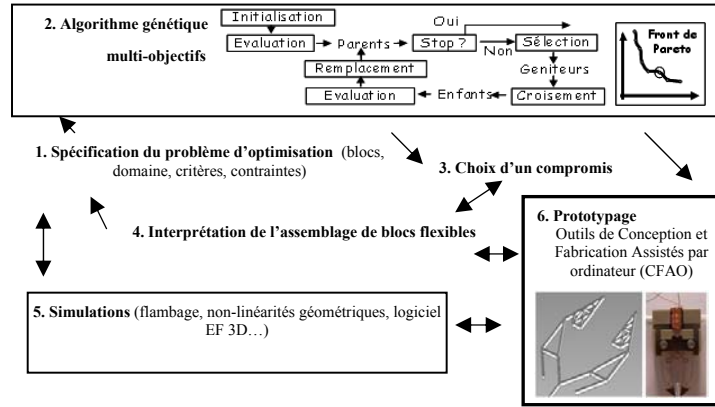 2. Algorithme génétique
multi-objectifs
Initialisation
Evaluation
Parents
Stop ?
Oui
Non
Sélection
Geniteurs
Croisement
Enfants
Evaluation
Remplacement
Front de
Pareto
1. Spécification du problème d’optimisation (blocs,
domaine, critères, contraintes)
3. Choix d’un compromis
4. Interprétation de l’assemblage de blocs flexibles
6. Prototypage
Outils de Conception et
Fabrication Assistés par
ordinateur (CFAO)
5. Simulations (flambage, non-linéarités géométriques, logiciel
EF 3D…)